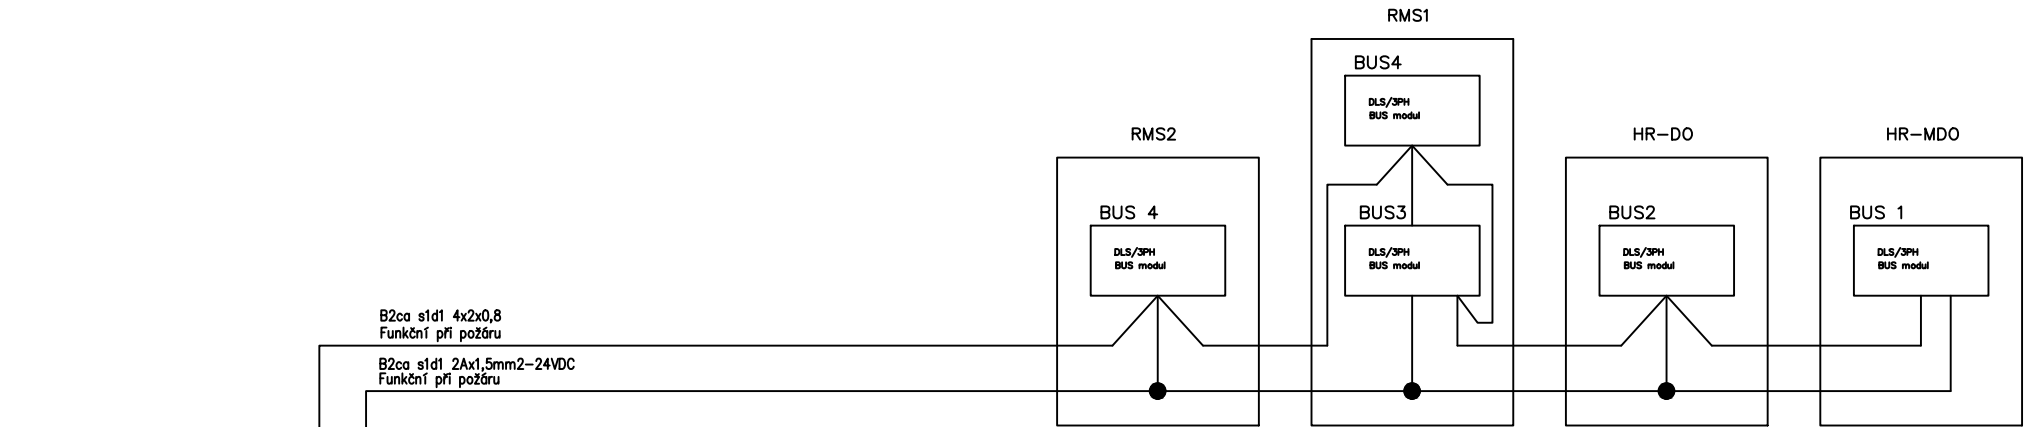 RMS1
BUS4
DLS/3PH
BUS modul
RMS2
HR-DO
HR-MDO
BUS 4
DLS/3PH
BUS modul
BUS3
DLS/3PH
BUS modul
BUS2
DLS/3PH
BUS modul
BUS 1
DLS/3PH
BUS modul
B2ca s1d1 4x2x0,8
Funkční při požáru
B2ca s1d1 2Ax1,5mm2-24VDC
Funkční při požáru